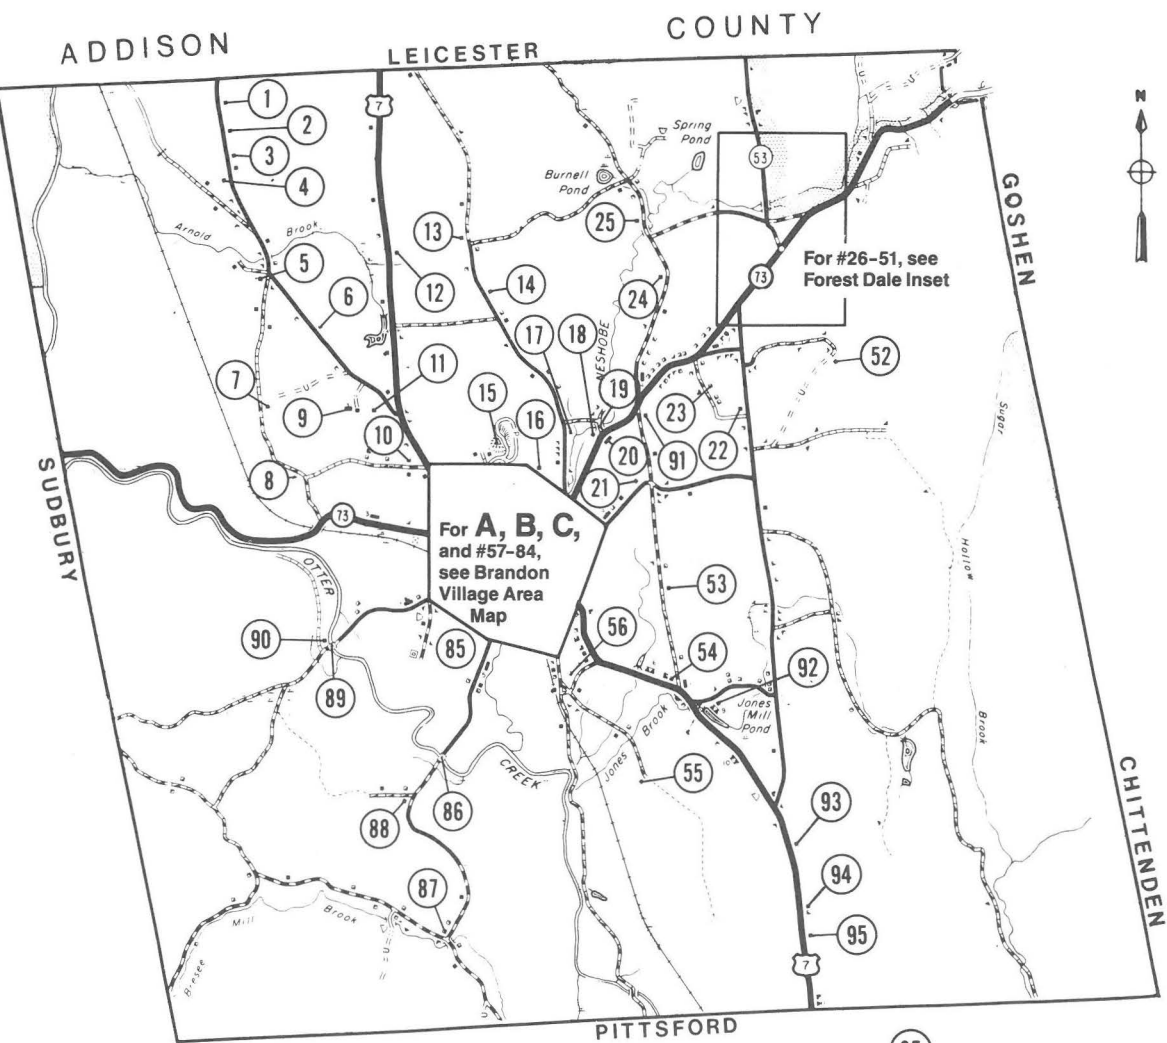 ADDISON
COUNTY
LEICESTER
N
1
7
2
Spring
Pond
3
53
Burnell
Pond
4
GOSHEN
25
13
Arnold
Brook
5
12
For #26-51, see
Forest Dale Inset
73
14
24
6
17
18
NESHOBE
52
11
7
19
15
9
16
23
10
20
91
22
Sugar
8
21
SUDBURY
73
For A, B, C,
and #57-84,
see Brandon
Village Area
Map
OTTER
Hollow
53
56
90
85
54
92
89
Jones
Mill
Pond
Jones
Brook
Brook
CREEK
55
86
88
93
CHITTENDEN
87
94
Mill
Brook
95
7
Bresee
PITTSFORD